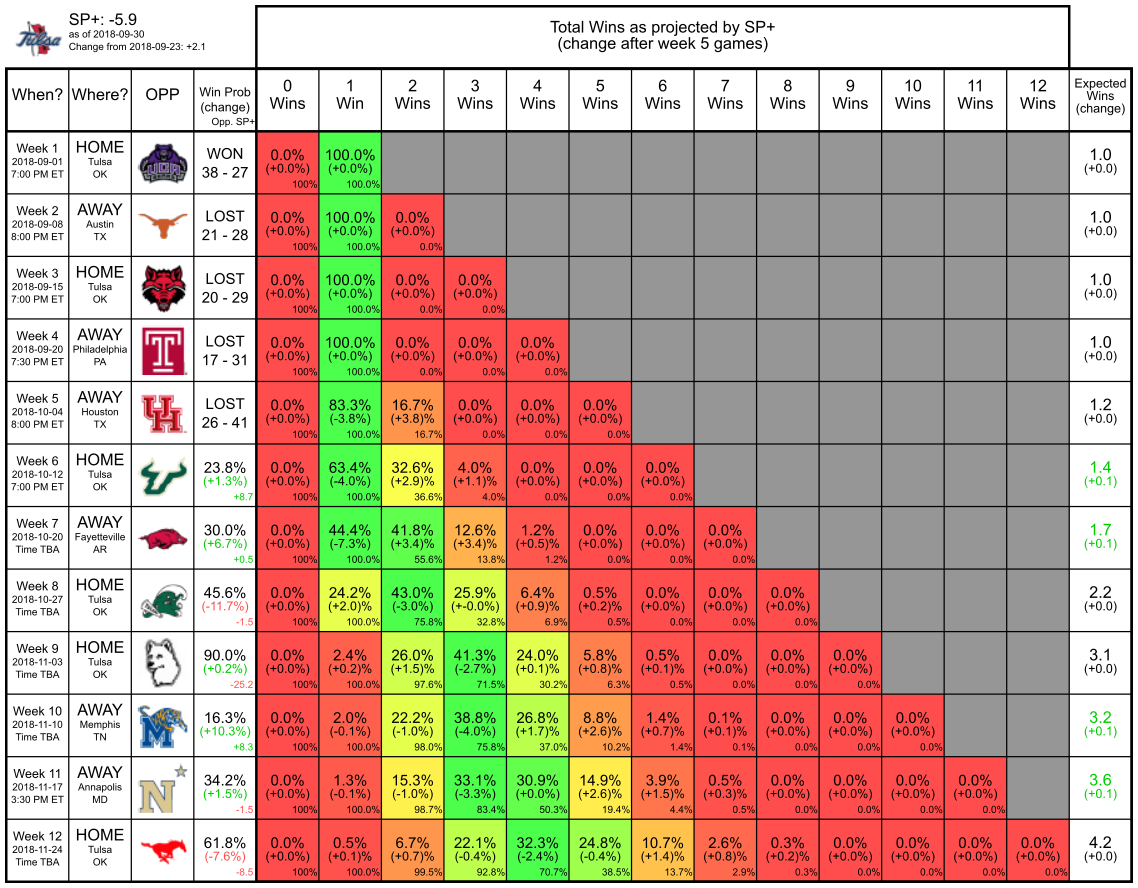 Tulsa
SP+: -5.9
as of 2018-09-30
Change from 2018-09-23: +2.1
Total Wins as projected by SP+
(change after week 5 games)
When? Where? OPP Win Prob (change) Opp. SP+ 0 Wins 1 Win 2 Wins 3 Wins 4 Wins 5 Wins 6 Wins 7 Wins 8 Wins 9 Wins 10 Wins 11 Wins 12 Wins Expected Wins (change)
Week 1 HOME WON 0.0% 100.0% 1.0
2018-09-01 Tulsa 38 - 27 (+0.0%) (+0.0%) (+0.0)
7:00 PM ET OK 100% 100.0%
Week 2 AWAY LOST 0.0% 100.0% 0.0% 1.0
2018-09-08 Austin 21 - 28 (+0.0%) (+0.0%) (+0.0%) (+0.0)
8:00 PM ET TX 100% 100.0% 0.0%
Week 3 HOME LOST 0.0% 100.0% 0.0% 0.0% 1.0
2018-09-15 Tulsa 20 - 29 (+0.0%) (+0.0%) (+0.0%) (+0.0%) (+0.0)
7:00 PM ET OK 100% 100.0% 0.0% 0.0%
Week 4 AWAY T LOST 0.0% 100.0% 0.0% 0.0% 0.0% 1.0
2018-09-20 Philadelphia 17 - 31 (+0.0%) (+0.0%) (+0.0%) (+0.0%) (+0.0%) (+0.0)
7:30 PM ET PA 100% 100.0% 0.0% 0.0% 0.0%
Week 5 AWAY UH LOST 0.0% 83.3% 16.7% 0.0% 0.0% 0.0% 1.2
2018-10-04 Houston 26 - 41 (+0.0%) (-3.8%) (+3.8%) (+0.0%) (+0.0%) (+0.0%) (+0.0)
8:00 PM ET TX 100% 100.0% 16.7% 0.0% 0.0% 0.0%
Week 6 HOME 23.8% 0.0% 63.4% 32.6% 4.0% 0.0% 0.0% 0.0% 1.4
2018-10-12 Tulsa (+1.3%) (+0.0%) (-4.0%) (+2.9%) (+1.1)% (+0.0%) (+0.0%) (+0.0%) (+0.1)
7:00 PM ET OK +8.7 100% 100.0% 36.6% 4.0% 0.0% 0.0% 0.0%
Week 7 AWAY 30.0% 0.0% 44.4% 41.8% 12.6% 1.2% 0.0% 0.0% 0.0% 1.7
2018-10-20 Fayetteville (+6.7%) (+0.0%) (-7.3%) (+3.4)% (+3.4)% (+0.5)% (+0.0%) (+0.0%) (+0.0%) (+0.1)
Time TBA AR +0.5 100% 100.0% 55.6% 13.8% 1.2% 0.0% 0.0% 0.0%
Week 8 HOME 45.6% 0.0% 24.2% 43.0% 25.9% 6.4% 0.5% 0.0% 0.0% 0.0% 2.2
2018-10-27 Tulsa (-11.7%) (+0.0%) (+2.0)% (-3.0%) (+-0.0%) (+0.9)% (+0.2)% (+0.0%) (+0.0%) (+0.0%) (+0.0)
Time TBA OK -1.5 100% 100.0% 75.8% 32.8% 6.9% 0.5% 0.0% 0.0% 0.0%
Week 9 HOME 90.0% 0.0% 2.4% 26.0% 41.3% 24.0% 5.8% 0.5% 0.0% 0.0% 0.0% 3.1
2018-11-03 Tulsa (+0.2%) (+0.0%) (+0.2)% (+1.5)% (-2.7%) (+0.1)% (+0.8)% (+0.1)% (+0.0%) (+0.0%) (+0.0%) (+0.0)
Time TBA OK -25.2 100% 100.0% 97.6% 71.5% 30.2% 6.3% 0.5% 0.0% 0.0% 0.0%
Week 10 AWAY M 16.3% 0.0% 2.0% 22.2% 38.8% 26.8% 8.8% 1.4% 0.1% 0.0% 0.0% 0.0% 3.2
2018-11-10 Memphis (+10.3%) (+0.0%) (-0.1%) (-1.0%) (-4.0%) (+1.7)% (+2.6)% (+0.7)% (+0.1)% (+0.0%) (+0.0%) (+0.0%) (+0.1)
Time TBA TN +8.3 100% 100.0% 98.0% 75.8% 37.0% 10.2% 1.4% 0.1% 0.0% 0.0% 0.0%
Week 11 AWAY N 34.2% 0.0% 1.3% 15.3% 33.1% 30.9% 14.9% 3.9% 0.5% 0.0% 0.0% 0.0% 0.0% 3.6
2018-11-17 Annapolis (+1.5%) (+0.0%) (-0.1%) (-1.0%) (-3.3%) (+0.0)% (+2.6)% (+1.5)% (+0.3)% (+0.0%) (+0.0%) (+0.0%) (+0.0%) (+0.1)
3:30 PM ET MD -1.5 100% 100.0% 98.7% 83.4% 50.3% 19.4% 4.4% 0.5% 0.0% 0.0% 0.0% 0.0%
Week 12 HOME 61.8% 0.0% 0.5% 6.7% 22.1% 32.3% 24.8% 10.7% 2.6% 0.3% 0.0% 0.0% 0.0% 0.0% 4.2
2018-11-24 Tulsa (-7.6%) (+0.0%) (+0.1)% (+0.7)% (-0.4%) (-2.4%) (-0.4%) (+1.4)% (+0.8)% (+0.2)% (+0.0%) (+0.0%) (+0.0%) (+0.0%) (+0.0)
Time TBA OK -8.5 100% 100.0% 99.5% 92.8% 70.7% 38.5% 13.7% 2.9% 0.3% 0.0% 0.0% 0.0% 0.0%